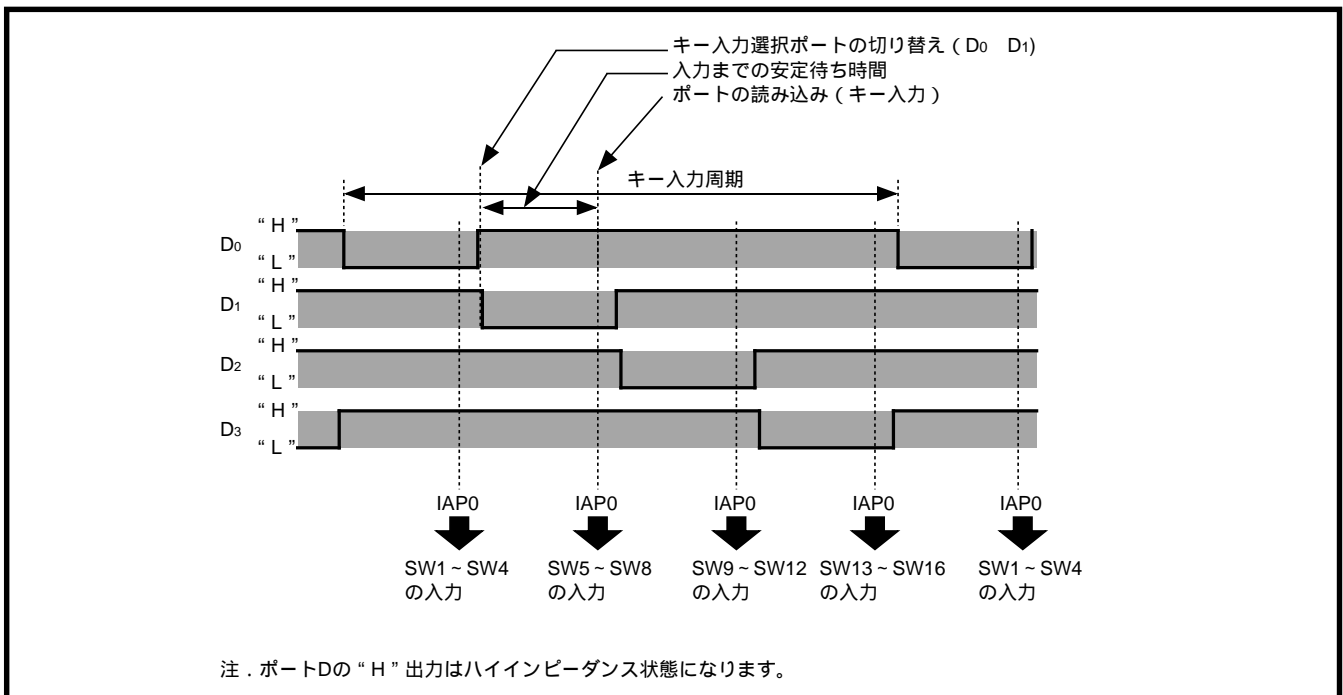 キー入力選択ポートの切り替え(D0 D1)
入力までの安定待ち時間
ポートの読み込み(キー入力)
キー入力周期
D0 “H” “L”
D1 “H” “L”
D2 “H” “L”
D3 “H” “L”
IAP0 IAP0 IAP0 IAP0 IAP0
SW1~SW4 SW5~SW8 SW9~SW12 SW13~SW16 SW1~SW4
の入力 の入力 の入力 の入力 の入力
注.ポートDの“H”出力はハイインピーダンス状態になります。